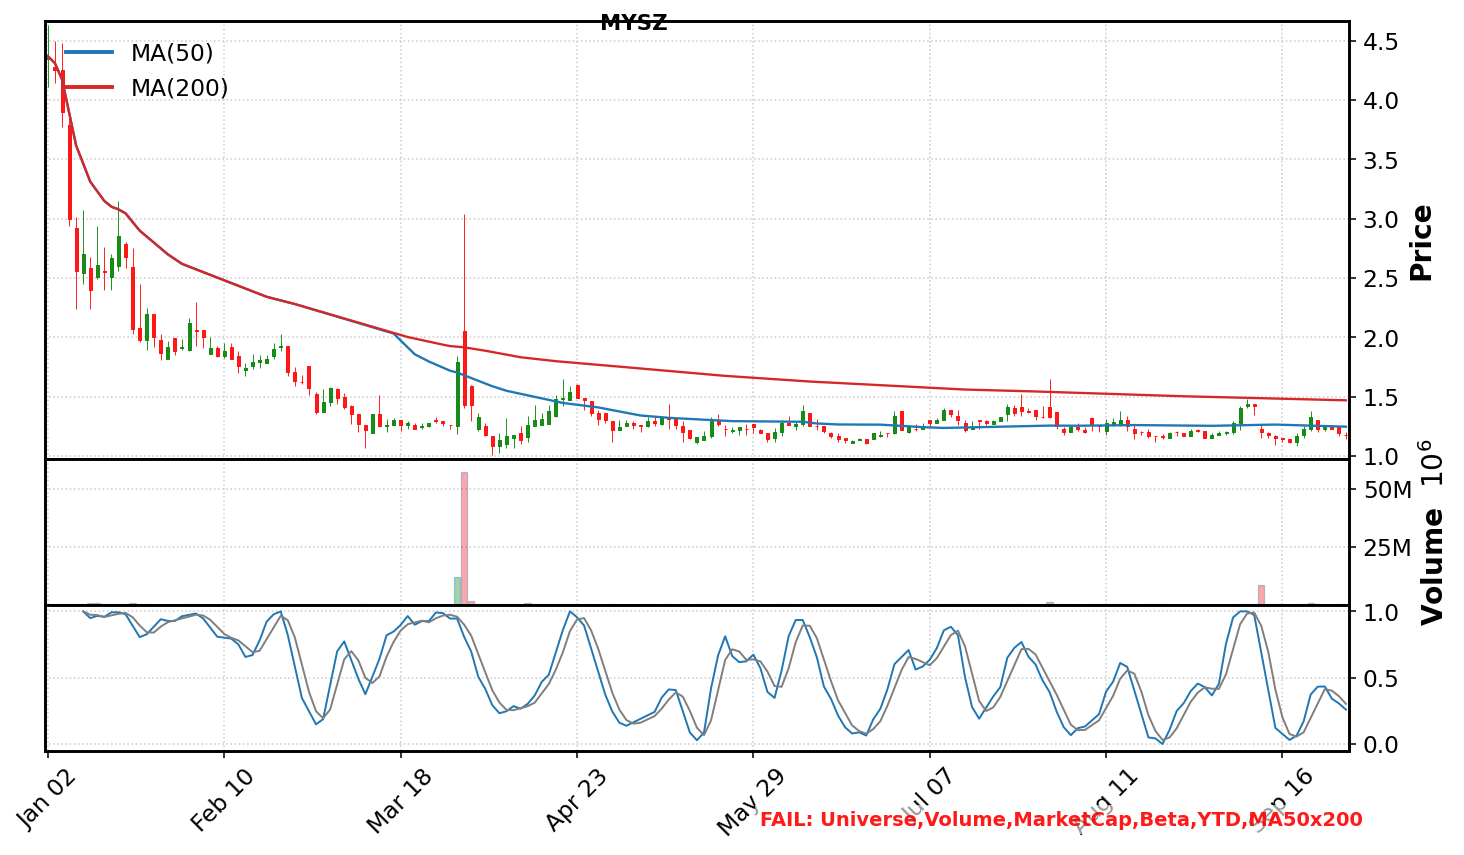 MYSZ
MA(50)
MA(200)
4.5
4.0
3.5
3.0
2.5
2.0
1.5
1.0
Price
50M
25M
Volume 10^6
1.0
0.5
0.0
Jan 02
Feb 10
Mar 18
Apr 23
May 29
Jul 07
Aug 11
Sep 16
FAIL: Universe,Volume,MarketCap,Beta,YTD,MA50x200